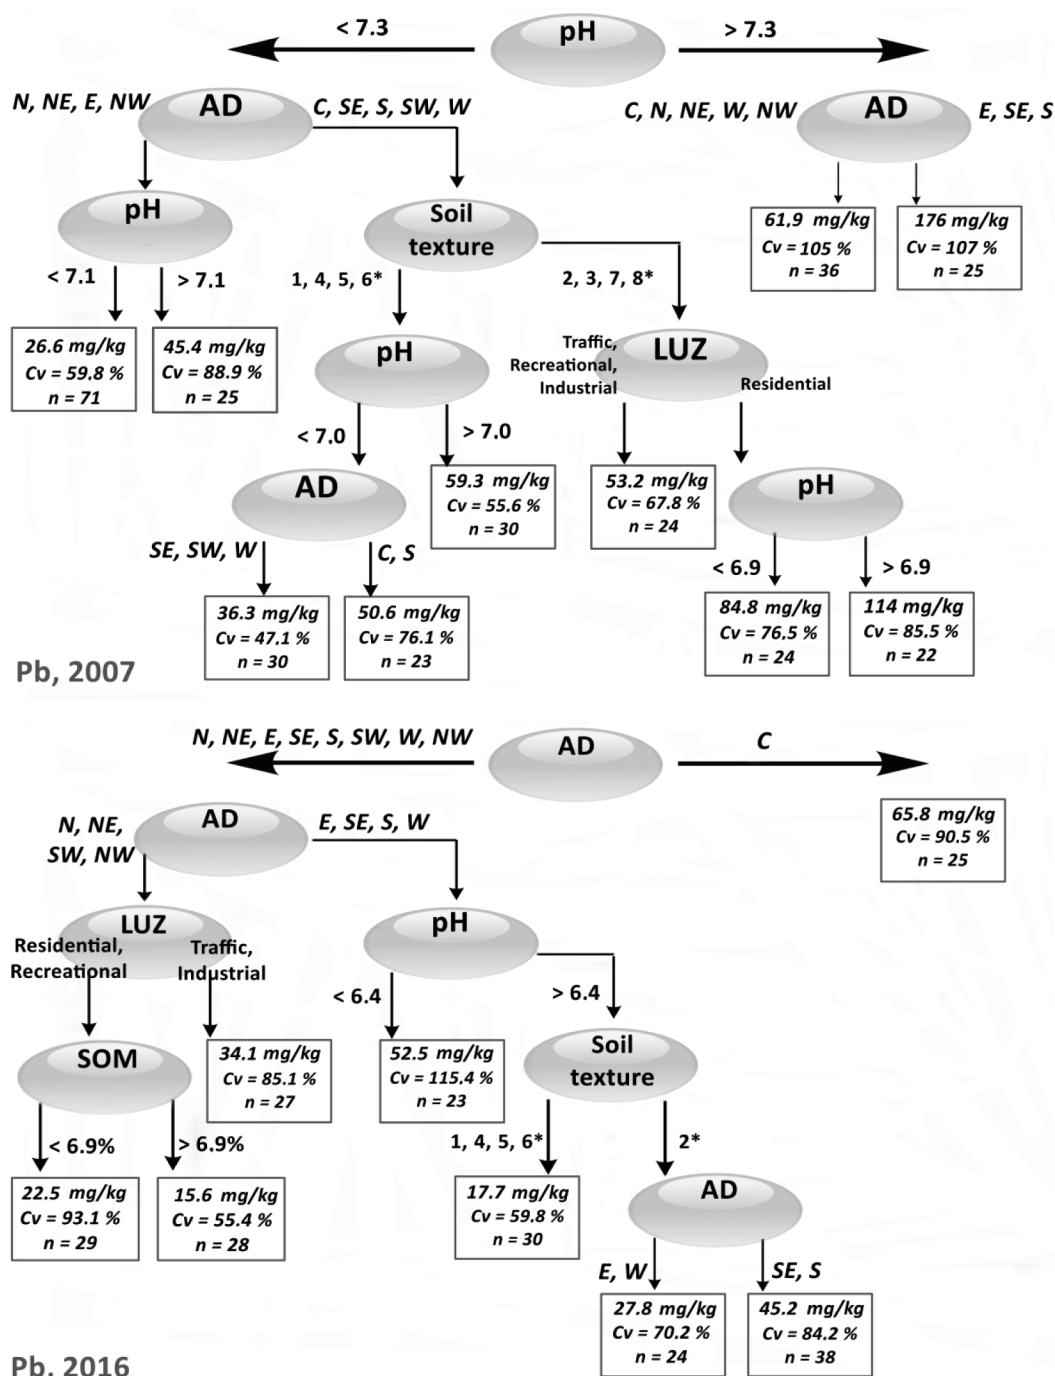 < 7.3
pH
> 7.3
N, NE, E, NW
AD
C, SE, S, SW, W
C, N, NE, W, NW
AD
E, SE, S
pH
Soil
texture
61,9 mg/kg
Cv = 105 %
n = 36
176 mg/kg
Cv = 107 %
n = 25
< 7.1
> 7.1
1, 4, 5, 6*
2, 3, 7, 8*
26.6 mg/kg
Cv = 59.8 %
n = 71
45.4 mg/kg
Cv = 88.9 %
n = 25
pH
Traffic,
Recreational,
Industrial
LUZ
Residential
< 7.0
> 7.0
AD
59.3 mg/kg
Cv = 55.6 %
n = 30
53.2 mg/kg
Cv = 67.8 %
n = 24
pH
SE, SW, W
C, S
< 6.9
> 6.9
36.3 mg/kg
Cv = 47.1 %
n = 30
50.6 mg/kg
Cv = 76.1 %
n = 23
84.8 mg/kg
Cv = 76.5 %
n = 24
114 mg/kg
Cv = 85.5 %
n = 22
Pb, 2007
N, NE, E, SE, S, SW, W, NW
AD
C
N, NE,
SW, NW
AD
E, SE, S, W
65.8 mg/kg
Cv = 90.5 %
n = 25
LUZ
Residential,
Recreational
Traffic,
Industrial
pH
< 6.4
> 6.4
SOM
34.1 mg/kg
Cv = 85.1 %
n = 27
52.5 mg/kg
Cv = 115.4 %
n = 23
Soil
texture
< 6.9%
> 6.9%
1, 4, 5, 6*
2*
22.5 mg/kg
Cv = 93.1 %
n = 29
15.6 mg/kg
Cv = 55.4 %
n = 28
17.7 mg/kg
Cv = 59.8 %
n = 30
AD
E, W
SE, S
27.8 mg/kg
Cv = 70.2 %
n = 24
45.2 mg/kg
Cv = 84.2 %
n = 38
Pb, 2016